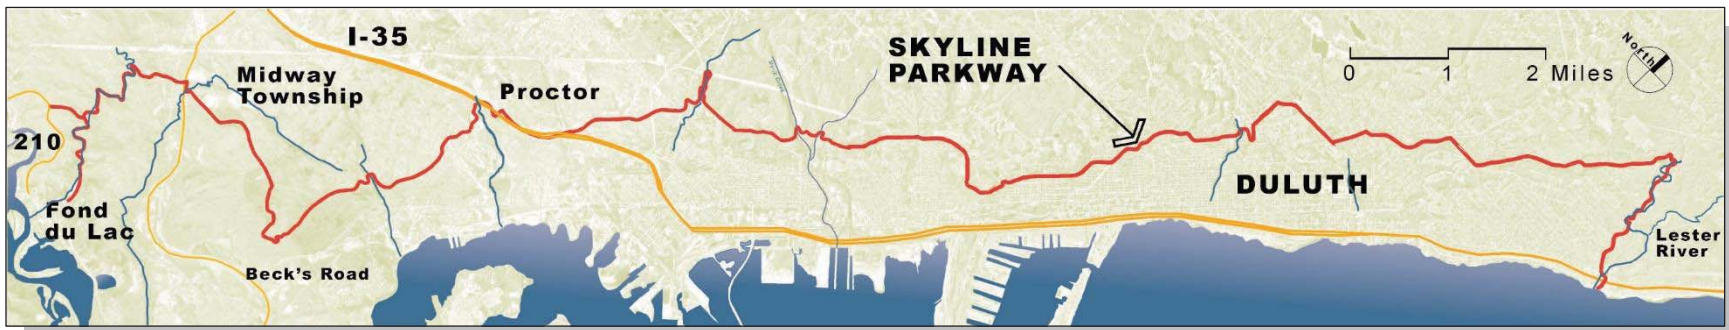 I-35
Midway
Township
Proctor
210
Fond
du Lac
Beck's Road
SKYLINE
PARKWAY
0 1 2 Miles
North
DULUTH
Lester
River